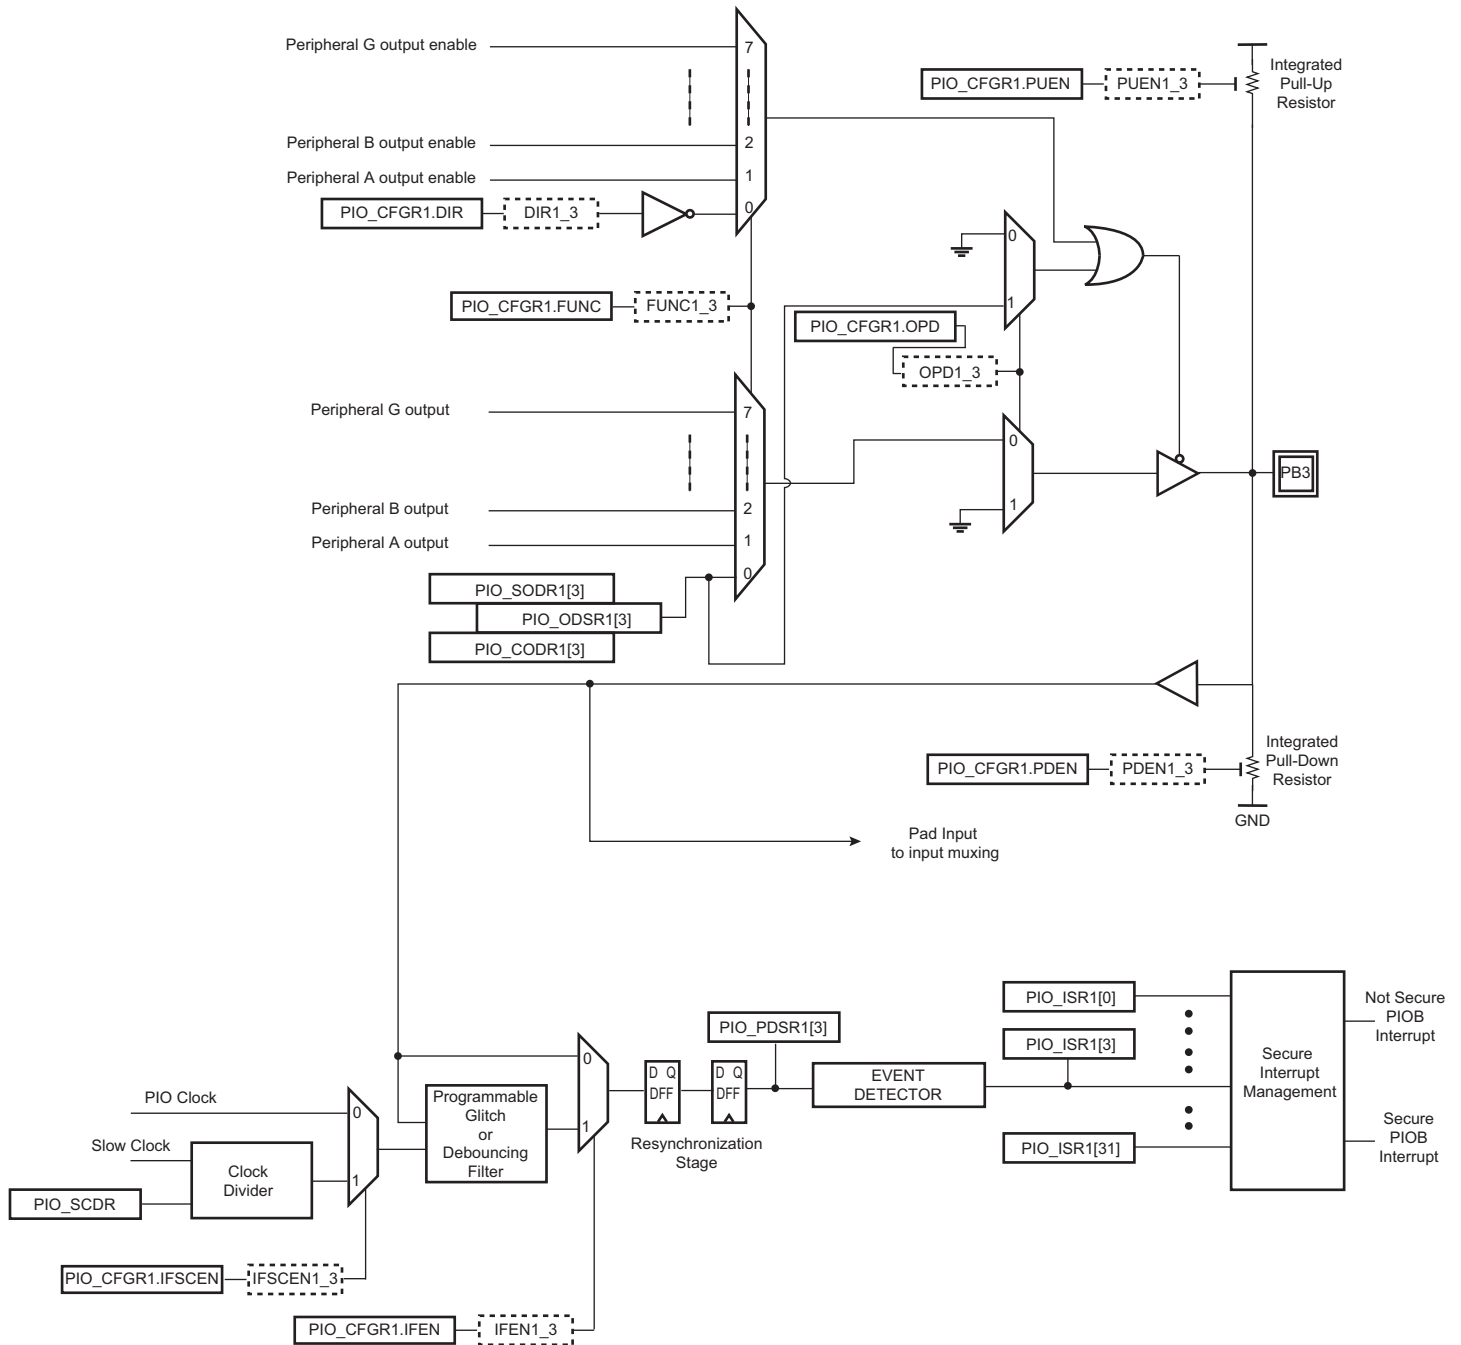 Peripheral G output enable
7
Integrated
Pull-Up
Resistor
PIO_CFGR1.PUEN
PUEN1_3
Peripheral B output enable
2
Peripheral A output enable
1
PIO_CFGR1.DIR
DIR1_3
0
0
PIO_CFGR1.FUNC
FUNC1_3
1
PIO_CFGR1.OPD
OPD1_3
Peripheral G output
7
0
PB3
Peripheral B output
2
1
Peripheral A output
1
0
PIO_SODR1[3]
PIO_ODSR1[3]
PIO_CODR1[3]
Integrated
Pull-Down
Resistor
PIO_CFGR1.PDEN
PDEN1_3
GND
Pad Input
to input muxing
PIO_ISR1[0]
Not Secure
PIOB
Interrupt
PIO_PDSR1[3]
PIO_ISR1[3]
Secure
Interrupt
Management
0
D Q
DFF
D Q
DFF
EVENT
DETECTOR
PIO Clock
0
Programmable
Glitch
or
Debouncing
Filter
1
Resynchronization
Stage
Slow Clock
Clock
Divider
1
PIO_SCDR
PIO_ISR1[31]
Secure
PIOB
Interrupt
PIO_CFGR1.IFSCEN
IFSCEN1_3
PIO_CFGR1.IFEN
IFEN1_3